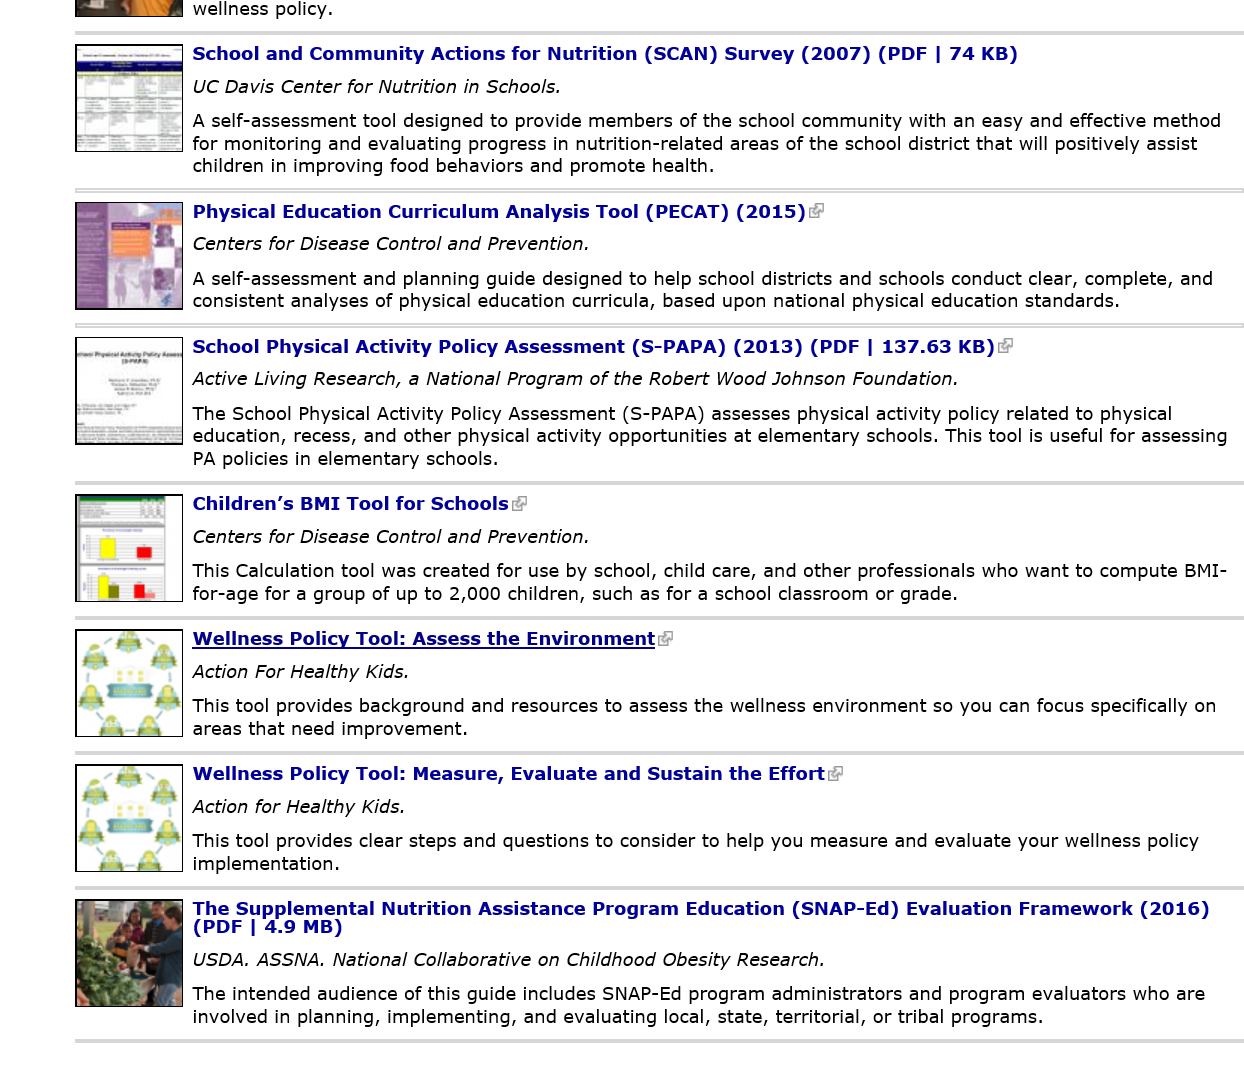 wellness policy.
School and Community Actions for Nutrition (SCAN) Survey (2007) (PDF | 74 KB)
UC Davis Center for Nutrition in Schools.
A self-assessment tool designed to provide members of the school community with an easy and effective method
for monitoring and evaluating progress in nutrition-related areas of the school district that will positively assist
children in improving food behaviors and promote health.
Physical Education Curriculum Analysis Tool (PECAT) (2015)
Centers for Disease Control and Prevention.
A self-assessment and planning guide designed to help school districts and schools conduct clear, complete, and
consistent analyses of physical education curricula, based upon national physical education standards.
School Physical Activity Policy Assessment (S-PAPA) (2013) (PDF | 137.63 KB)
Active Living Research, a National Program of the Robert Wood Johnson Foundation.
The School Physical Activity Policy Assessment (S-PAPA) assesses physical activity policy related to physical
education, recess, and other physical activity opportunities at elementary schools. This tool is useful for assessing
PA policies in elementary schools.
Children’s BMI Tool for Schools
Centers for Disease Control and Prevention.
This Calculation tool was created for use by school, child care, and other professionals who want to compute BMI-
for-age for a group of up to 2,000 children, such as for a school classroom or grade.
Wellness Policy Tool: Assess the Environment
Action For Healthy Kids.
This tool provides background and resources to assess the wellness environment so you can focus specifically on
areas that need improvement.
Wellness Policy Tool: Measure, Evaluate and Sustain the Effort
Action for Healthy Kids.
This tool provides clear steps and questions to consider to help you measure and evaluate your wellness policy
implementation.
The Supplemental Nutrition Assistance Program Education (SNAP-Ed) Evaluation Framework (2016)
(PDF | 4.9 MB)
USDA. ASSNA. National Collaborative on Childhood Obesity Research.
The intended audience of this guide includes SNAP-Ed program administrators and program evaluators who are
involved in planning, implementing, and evaluating local, state, territorial, or tribal programs.